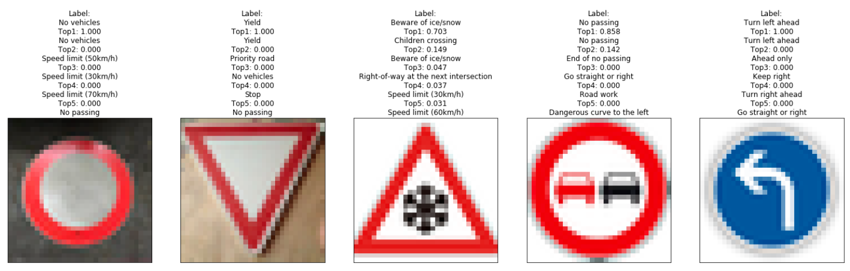 Label:
No vehicles
Top1: 1.000
No vehicles
Top2: 0.000
Speed limit (50km/h)
Top3: 0.000
Speed limit (30km/h)
Top4: 0.000
Speed limit (70km/h)
Top5: 0.000
No passing
Label:
Yield
Top1: 1.000
Yield
Top2: 0.000
Priority road
Top3: 0.000
No vehicles
Top4: 0.000
Stop
Top5: 0.000
No passing
Label:
Beware of ice/snow
Top1: 0.703
Children crossing
Top2: 0.149
Beware of ice/snow
Top3: 0.047
Right-of-way at the next intersection
Top4: 0.037
Speed limit (30km/h)
Top5: 0.031
Speed limit (60km/h)
Label:
No passing
Top1: 0.858
No passing
Top2: 0.142
End of no passing
Top3: 0.000
Go straight or right
Top4: 0.000
Road work
Top5: 0.000
Dangerous curve to the left
Label:
Turn left ahead
Top1: 1.000
Turn left ahead
Top2: 0.000
Ahead only
Top3: 0.000
Keep right
Top4: 0.000
Turn right ahead
Top5: 0.000
Go straight or right